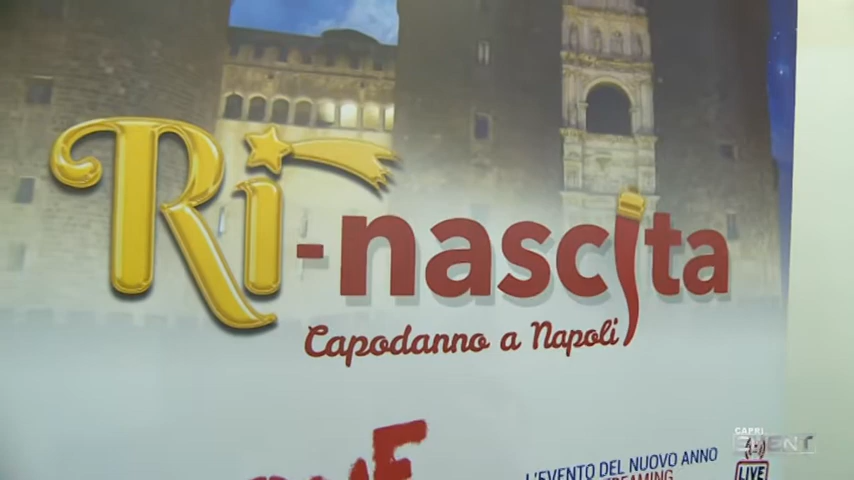 Ri-nascita
Capodanno a Napoli
L'EVENTO DEL NUOVO ANNO
LIVE
CAPRI
EVENT